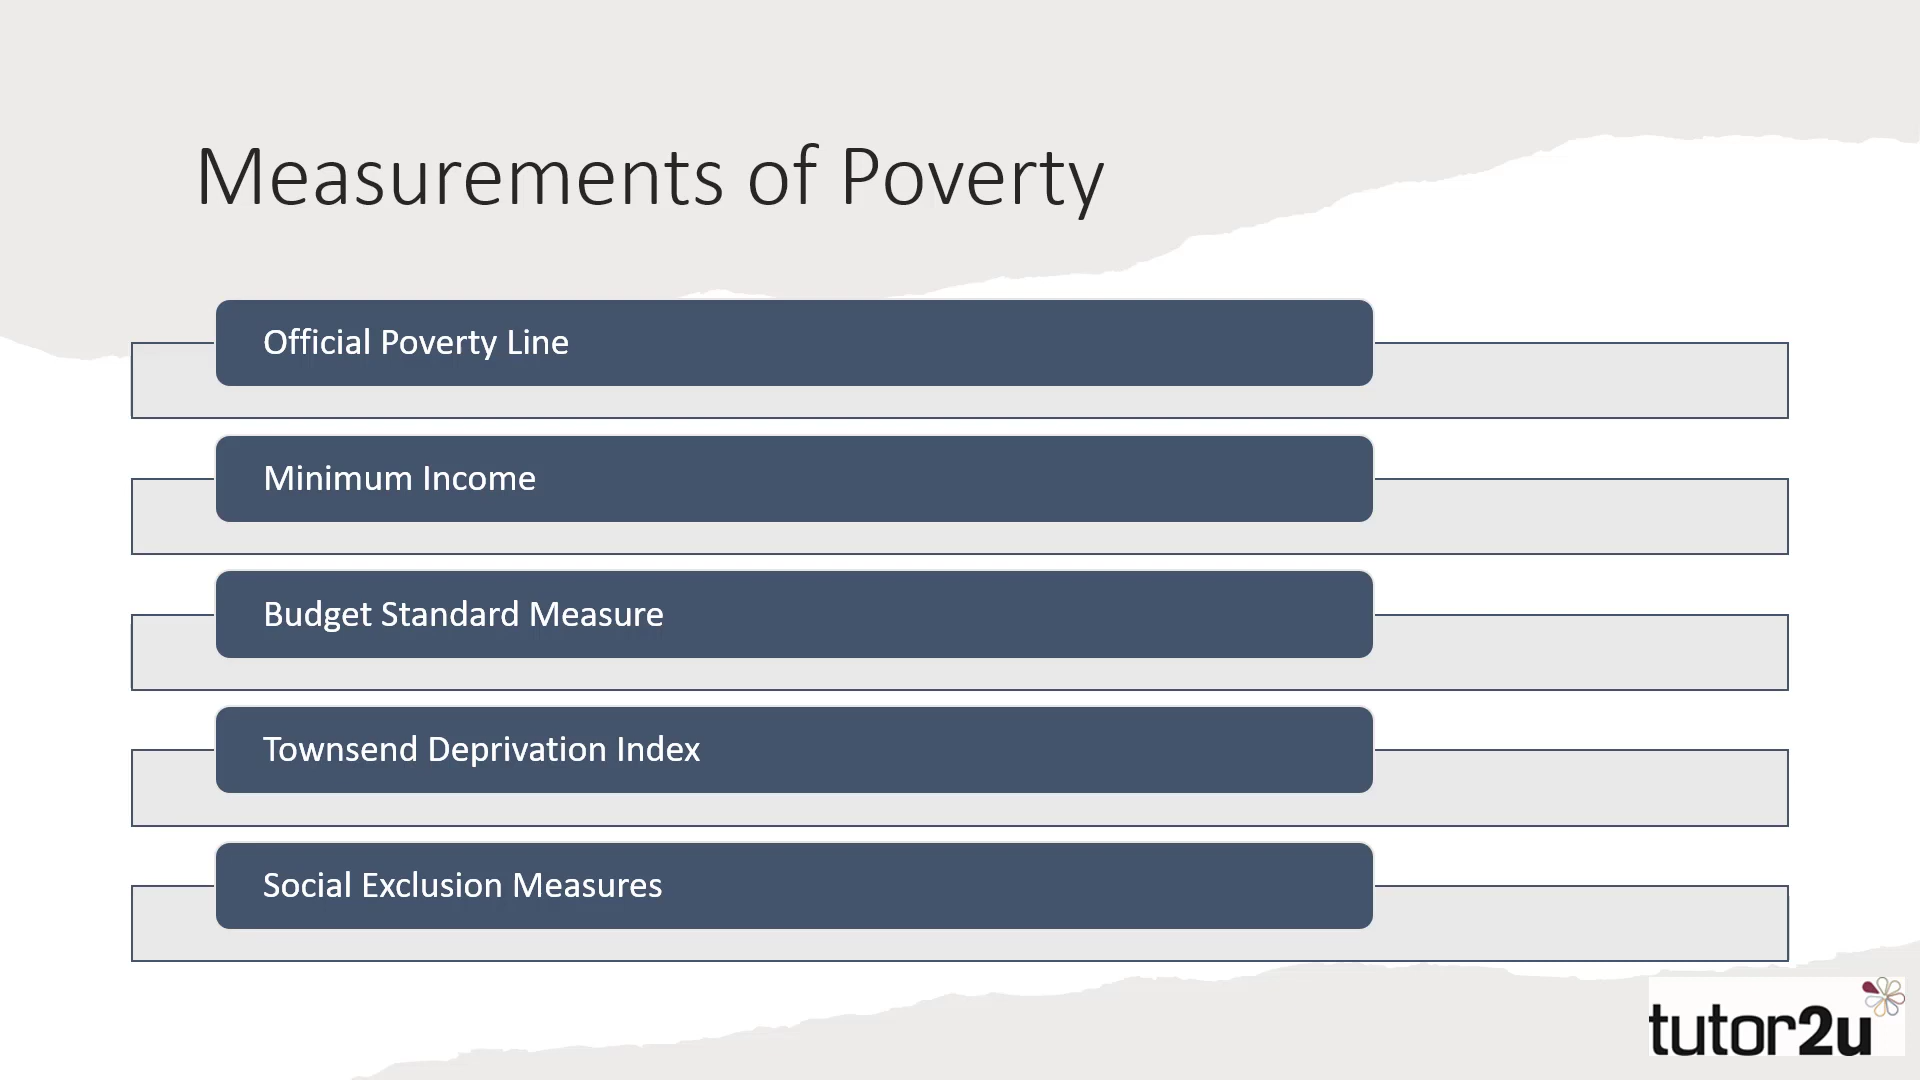 Measurements of Poverty
Official Poverty Line
Minimum Income
Budget Standard Measure
Townsend Deprivation Index
Social Exclusion Measures
tutor2u